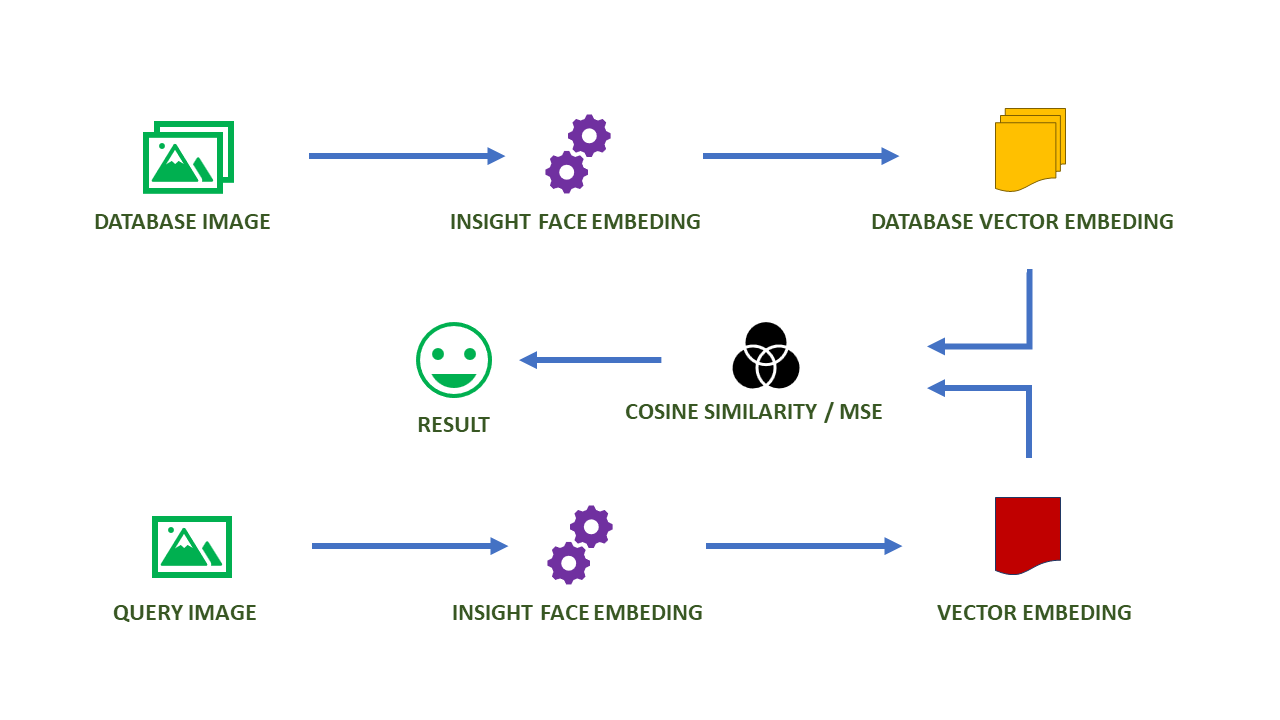 DATABASE IMAGE
INSIGHT FACE EMBEDING
DATABASE VECTOR EMBEDING
RESULT
COSINE SIMILARITY / MSE
QUERY IMAGE
INSIGHT FACE EMBEDING
VECTOR EMBEDING